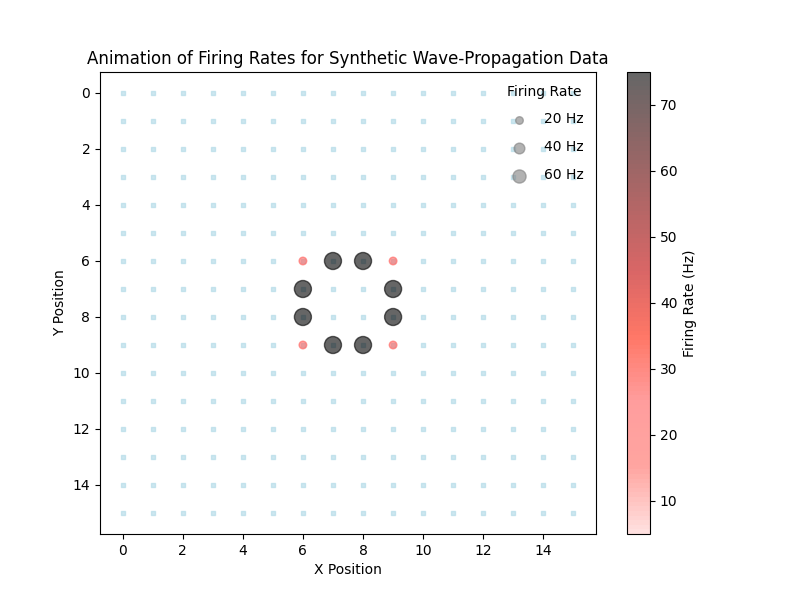 Animation of Firing Rates for Synthetic Wave-Propagation Data
Firing Rate
20 Hz
40 Hz
60 Hz
0
2
4
6
8
10
12
14
Y Position
0
2
4
6
8
10
12
14
X Position
70
60
50
40
30
20
10
Firing Rate (Hz)